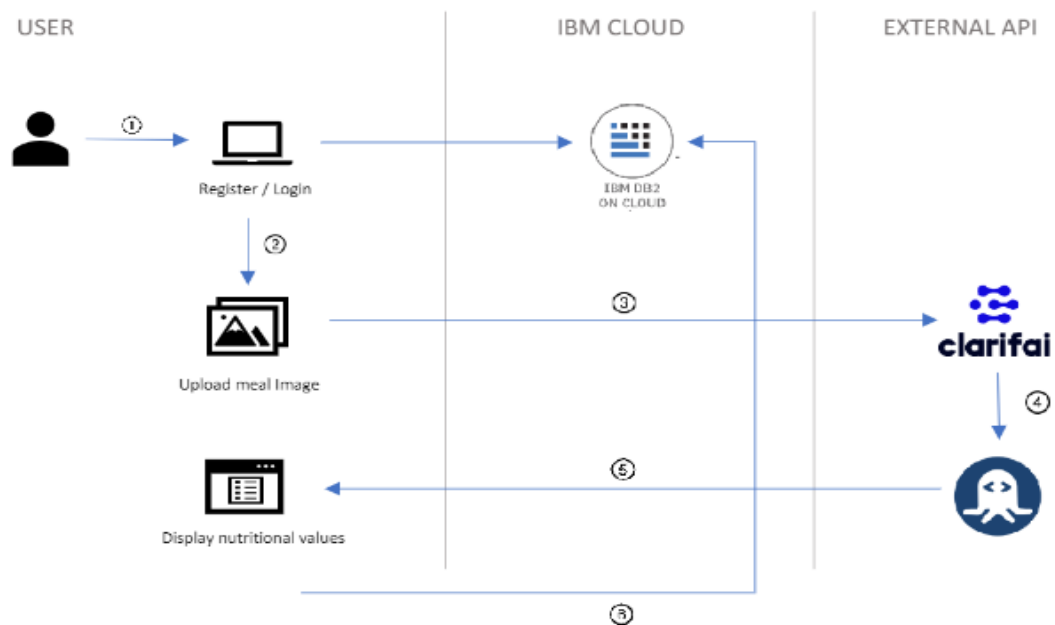 USER
IBM CLOUD
EXTERNAL API
①
Register / Login
IBM DB2
ON CLOUD
②
③
Upload meal Image
clarifai
④
⑤
Display nutritional values
⑥